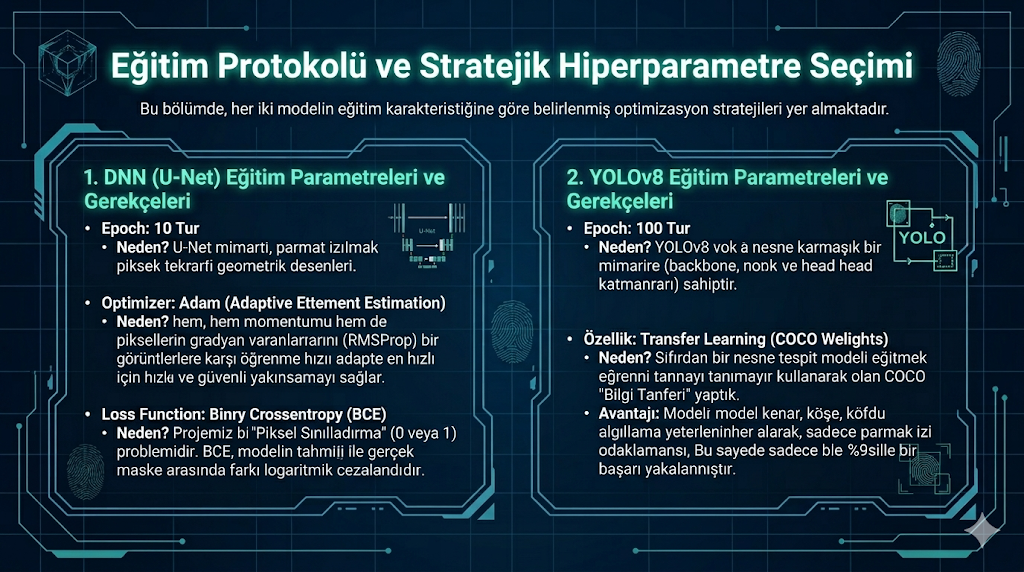 Eğitim Protokolü ve Stratejik Hiperparametre Seçimi
Bu bölümde, her iki modelin eğitim karakteristiğine göre belirlenmiş optimizasyon stratejileri yer almaktadır.
1. DNN (U-Net) Eğitim Parametreleri ve
Gerekçeleri
U-Net
• Epoch: 10 Tur
• Neden? U-Net mimarti, parmat izılmak
piksek tekrarfi geometrik desenleri.
• Optimizer: Adam (Adaptive Ettement Estimation)
• Neden? hem, hem momentumu hem de
piksellerin gradyan varanlarrarını (RMSProp) bir
görüntlerlere karşı öğrenme hızıı adapte en hızlı
için hızlı ve güvenli yakınsamayı sağlar.
• Loss Function: Binry Crossentropy (BCE)
• Neden? Projemiz bi "Piksel Sınılladırma" (0 veya 1)
problemidir. BCE, modelin tahmiji ile gerçek
maske arasında farkı logaritmik cezalandıdır.
2. YOLOv8 Eğitim Parametreleri ve
Gerekçeleri
YOLO
• Epoch: 100 Tur
• Neden? YOLOv8 vok a nesne karmaşık bir
mimarire (backbone, nook ve head head
katmanrarı) sahiptir.
• Özellik: Transfer Learning (COCO Welights)
• Neden? Sıfırdan bir nesne tespit modeli eğitmek
eğrenni tannayı tanımayır kullanarak olan COCO
"Bilgi Tanferi" yaptık.
• Avantajı: Modelir model kenar, köşe, köfdu
algıllama yeterleninher alarak, sadece parmak izi
odaklamansı, Bu sayede sadece ble %9sille bir
başarı yakalannıştır.